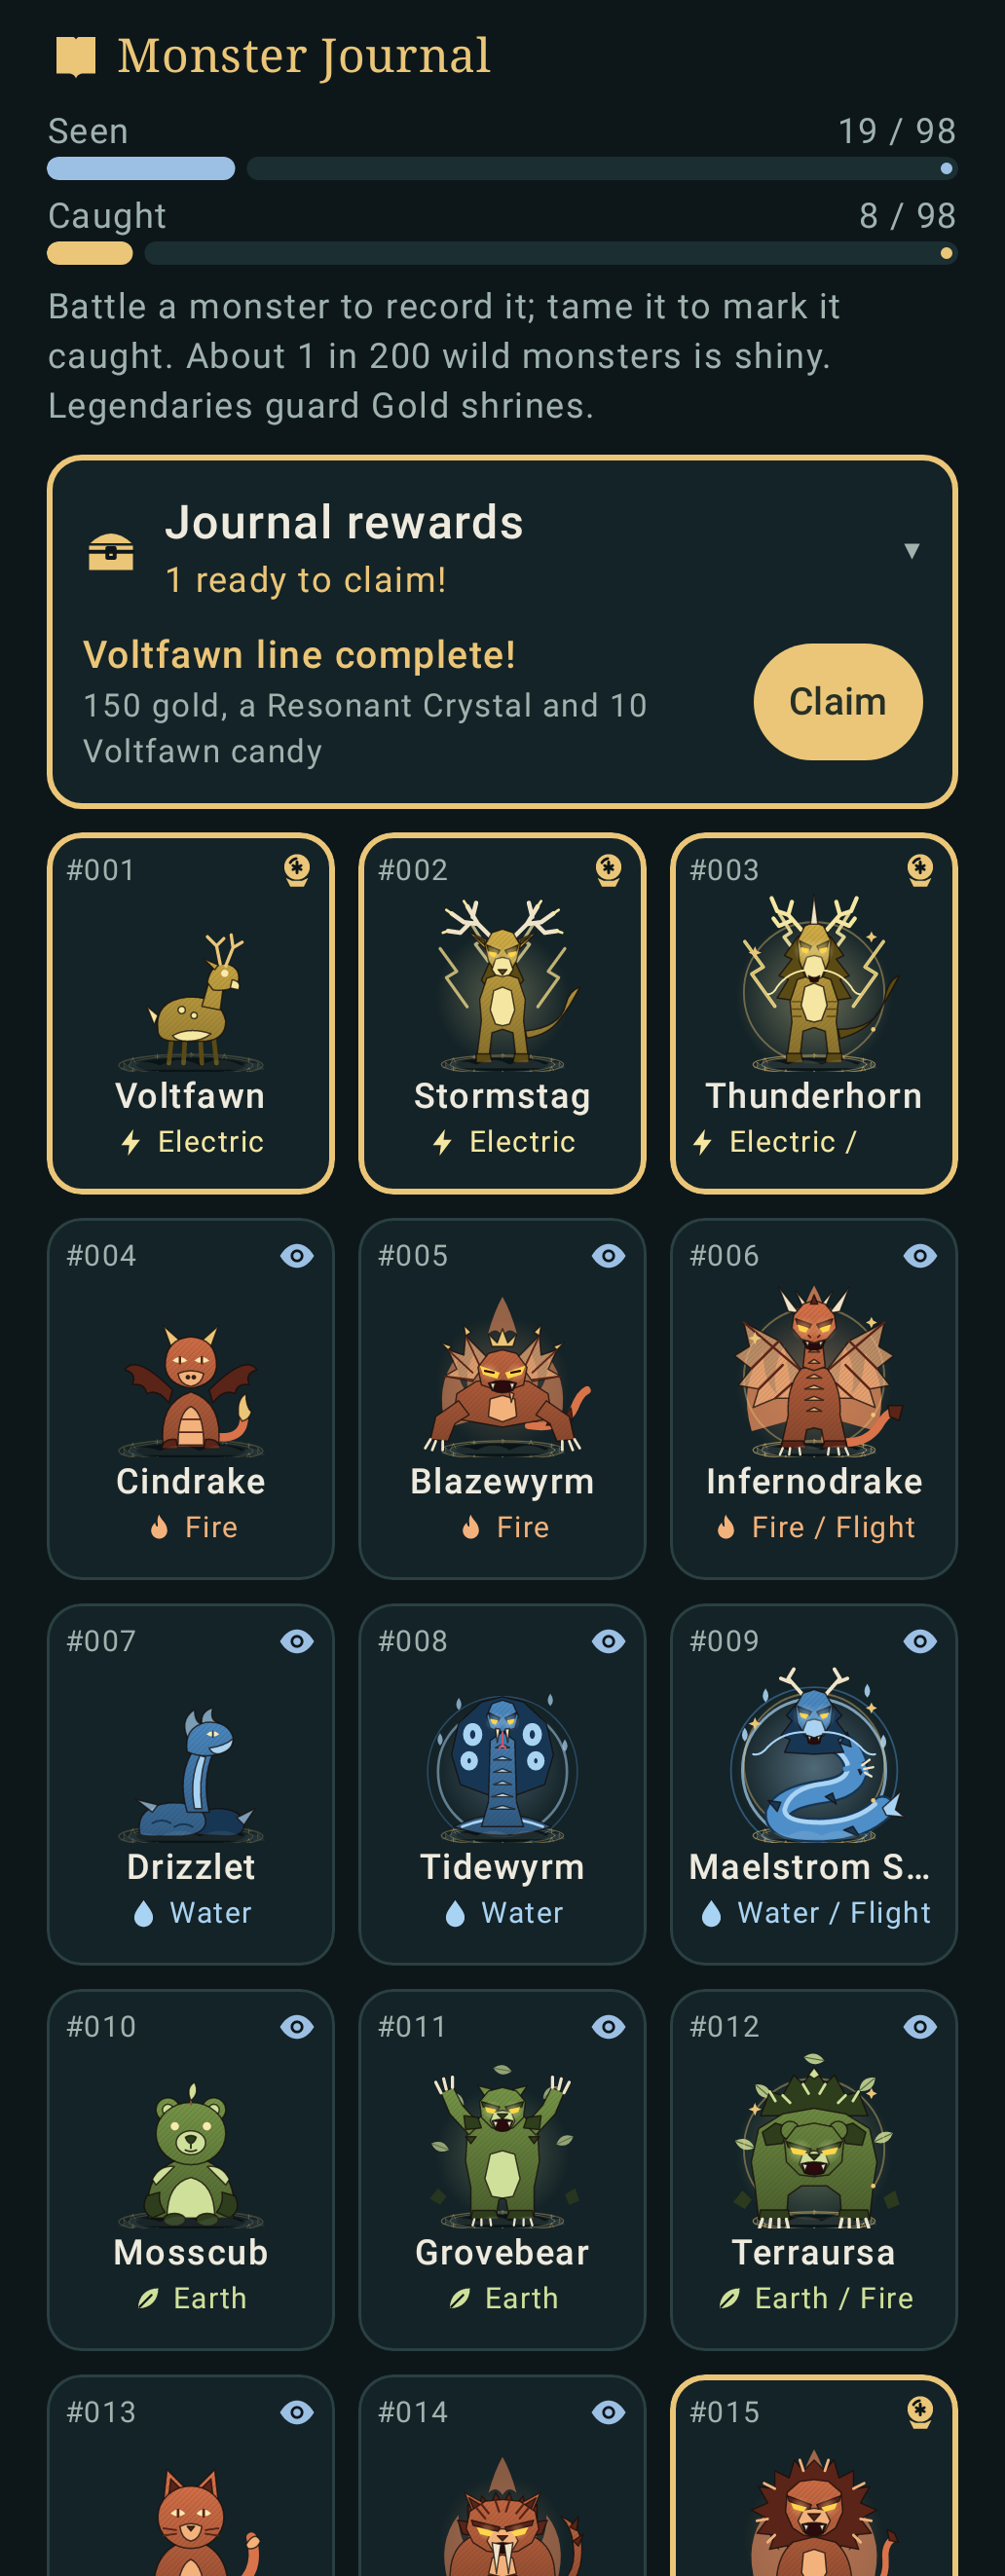 Monster Journal
Seen 19 / 98
Caught 8 / 98
Battle a monster to record it; tame it to mark it
caught. About 1 in 200 wild monsters is shiny.
Legendaries guard Gold shrines.
Journal rewards
1 ready to claim!
Voltfawn line complete!
150 gold, a Resonant Crystal and 10
Voltfawn candy
Claim
#001 #002 #003
Voltfawn Stormstag Thunderhorn
Electric Electric Electric /
#004 #005 #006
Cindrake Blazewyrm Infernodrake
Fire Fire Fire / Flight
#007 #008 #009
Drizzlet Tidewyrm Maelstrom S…
Water Water Water / Flight
#010 #011 #012
Mosscub Grovebear Terraursa
Earth Earth Earth / Fire
#013 #014 #015